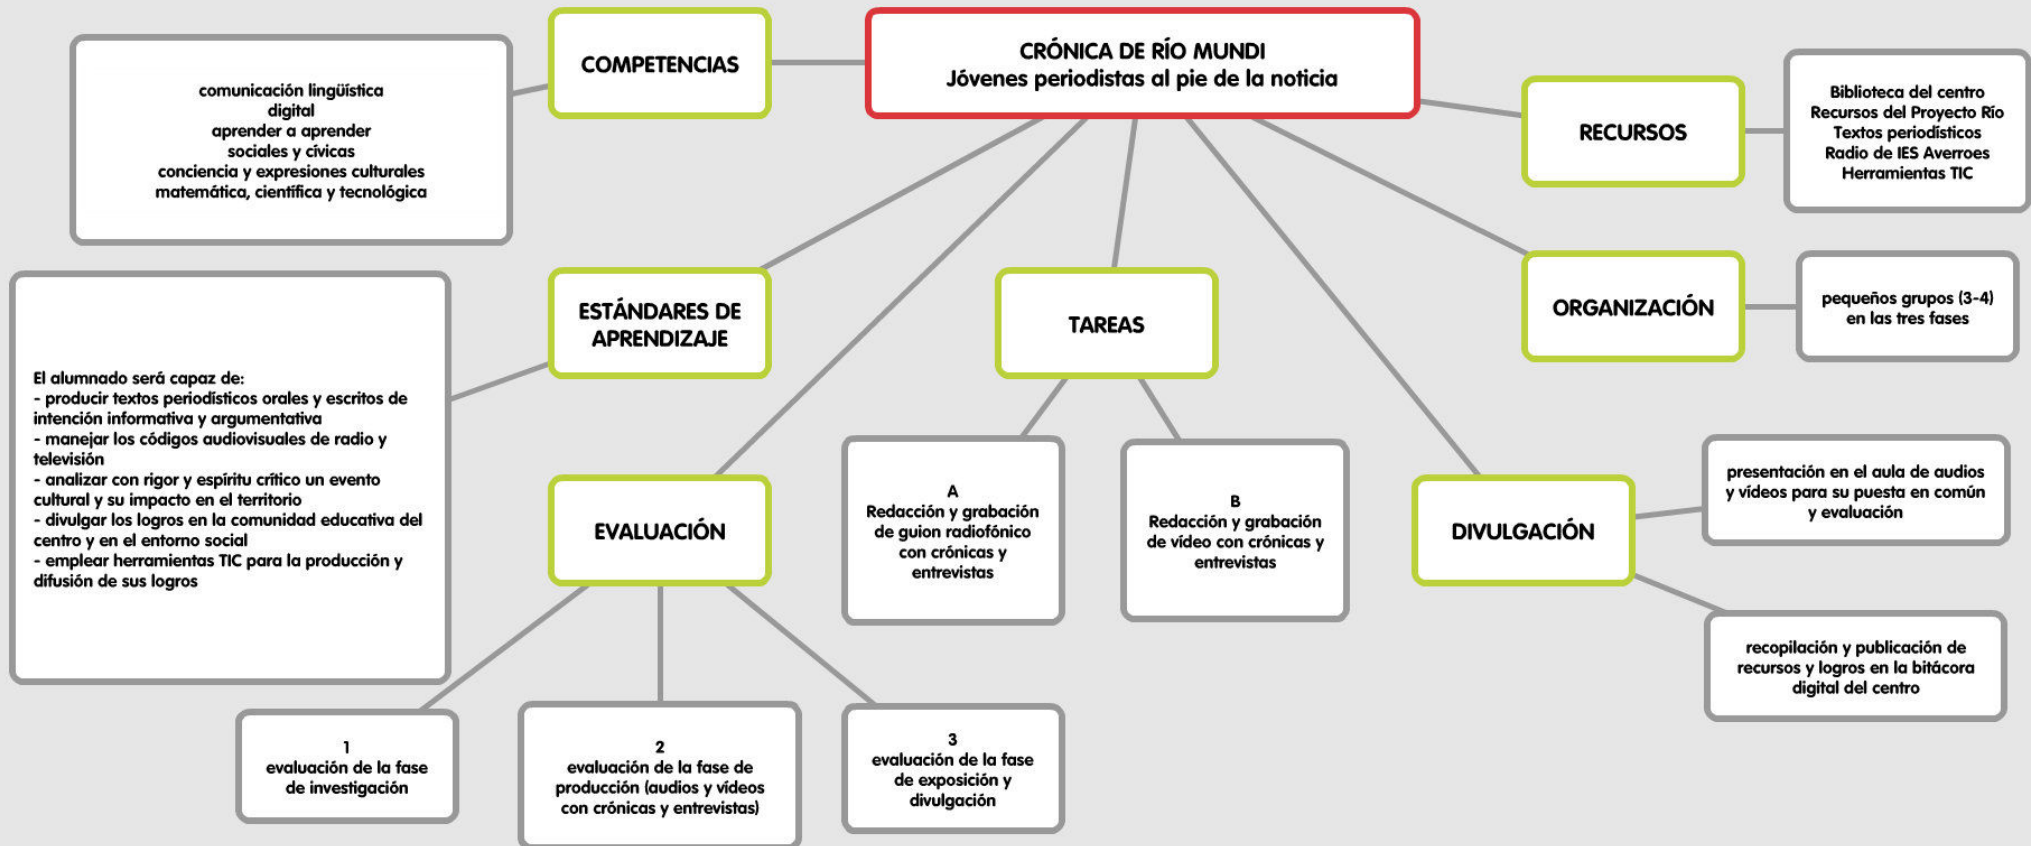 CRÓNICA DE RÍO MUNDI
Jóvenes periodistas al pie de la noticia
COMPETENCIAS
comunicación lingüística
digital
aprender a aprender
sociales y cívicas
conciencia y expresiones culturales
matemática, científica y tecnológica
RECURSOS
Biblioteca del centro
Recursos del Proyecto Río
Textos periodísticos
Radio de IES Averroes
Herramientas TIC
ESTÁNDARES DE
APRENDIZAJE
El alumnado será capaz de:
- producir textos periodísticos orales y escritos de
intención informativa y argumentativa
- manejar los códigos audiovisuales de radio y
televisión
- analizar con rigor y espíritu crítico un evento
cultural y su impacto en el territorio
- divulgar los logros en la comunidad educativa del
centro y en el entorno social
- emplear herramientas TIC para la producción y
difusión de sus logros
TAREAS
A
Redacción y grabación
de guion radiofónico
con crónicas y
entrevistas
B
Redacción y grabación
de vídeo con crónicas y
entrevistas
ORGANIZACIÓN
pequeños grupos (3-4)
en las tres fases
EVALUACIÓN
1
evaluación de la fase
de investigación
2
evaluación de la fase de
producción (audios y vídeos
con crónicas y entrevistas)
3
evaluación de la fase
de exposición y
divulgación
DIVULGACIÓN
presentación en el aula de audios
y vídeos para su puesta en común
y evaluación
recopilación y publicación de
recursos y logros en la bitácora
digital del centro